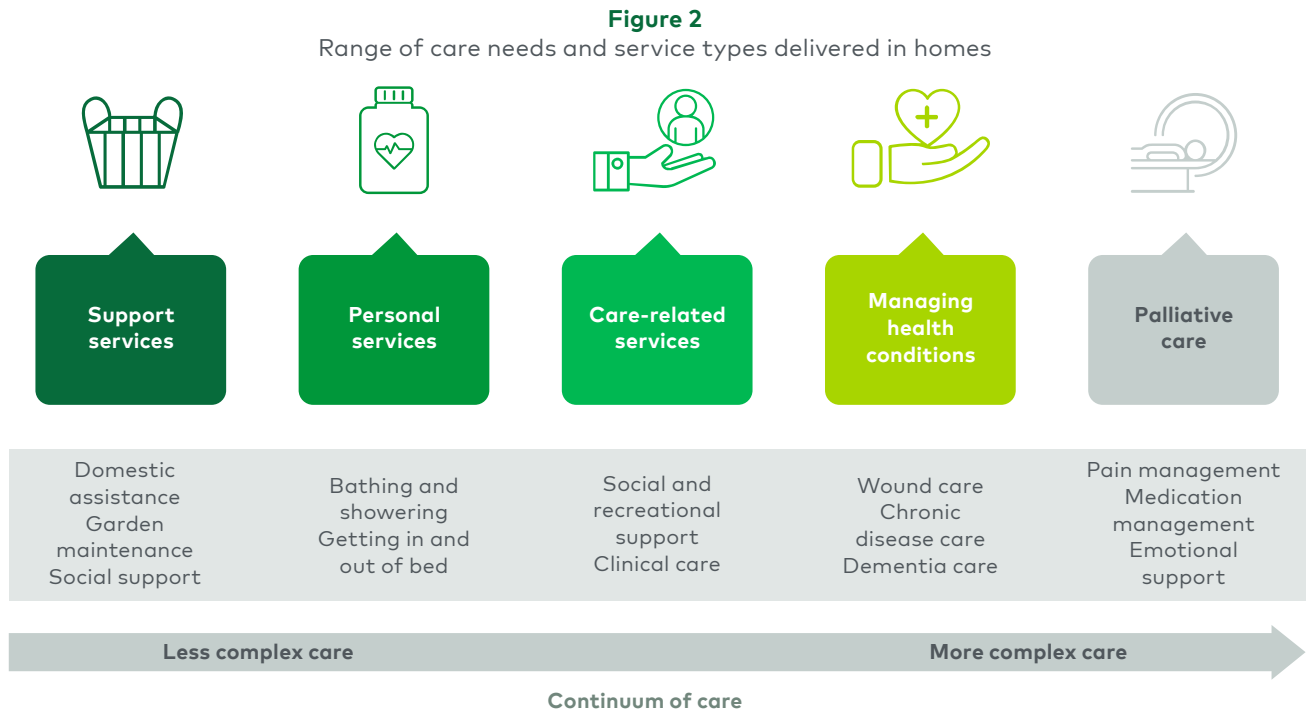 Figure 2
Range of care needs and service types delivered in homes
Support
services
Personal
services
Care-related
services
Managing
health
conditions
Palliative
care
Domestic
assistance
Garden
maintenance
Social support
Bathing and
showering
Getting in and
out of bed
Social and
recreational
support
Clinical care
Wound care
Chronic
disease care
Dementia care
Pain management
Medication
management
Emotional
support
Less complex care
More complex care
Continuum of care